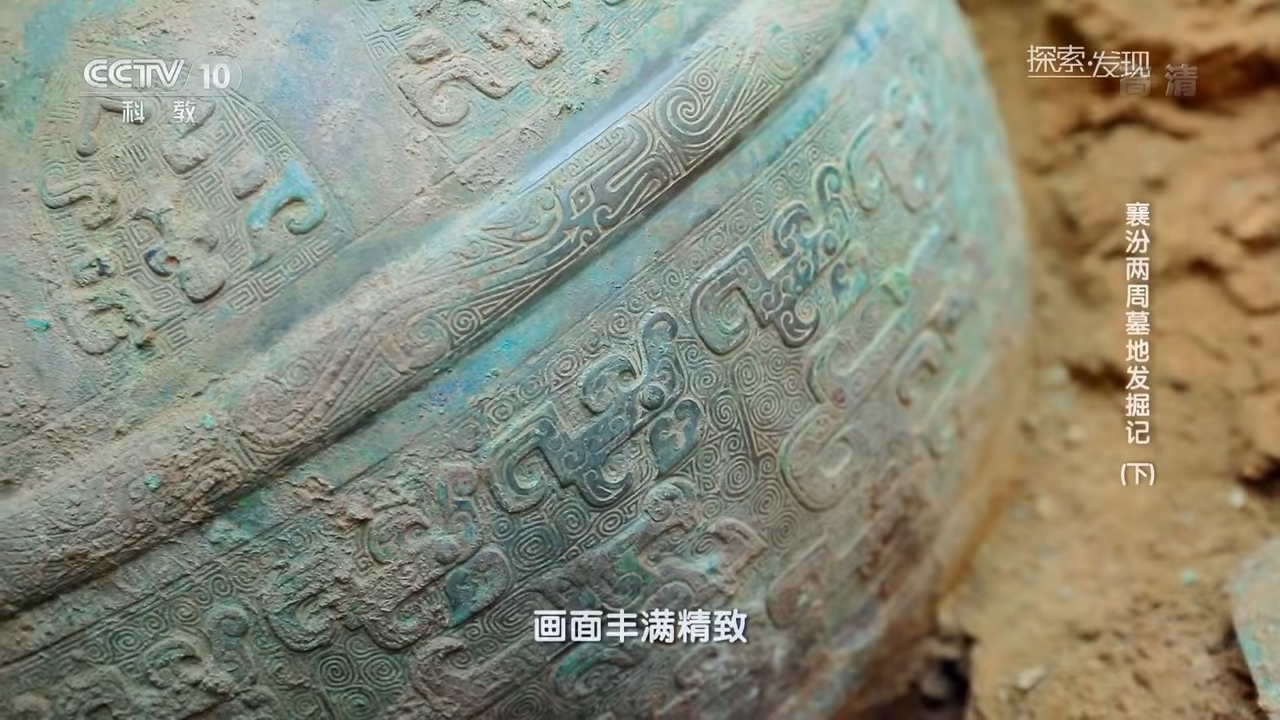 CCTV 10
科教
探索·发现
高清
襄汾两周墓地发掘记(下)
画面丰满精致